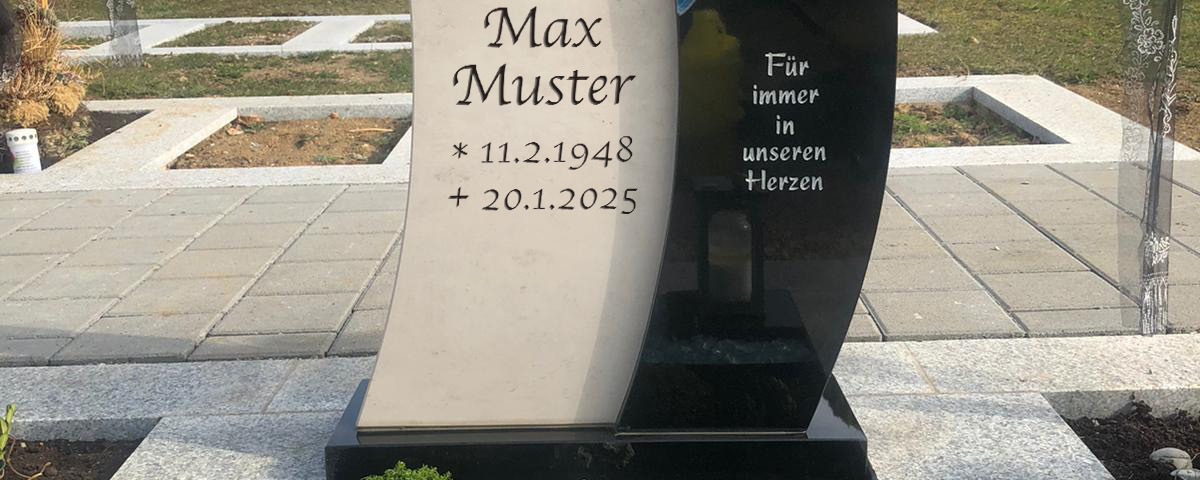 Max
Muster
* 11.2.1948
+ 20.1.2025
Für
immer
in
unseren
Herzen